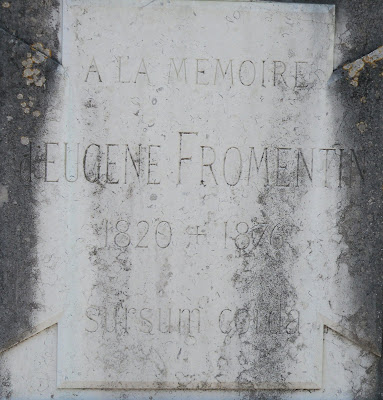 A LA MEMOIRE
d'EUGENE FROMENTIN
1820 + 1876
sursum corda